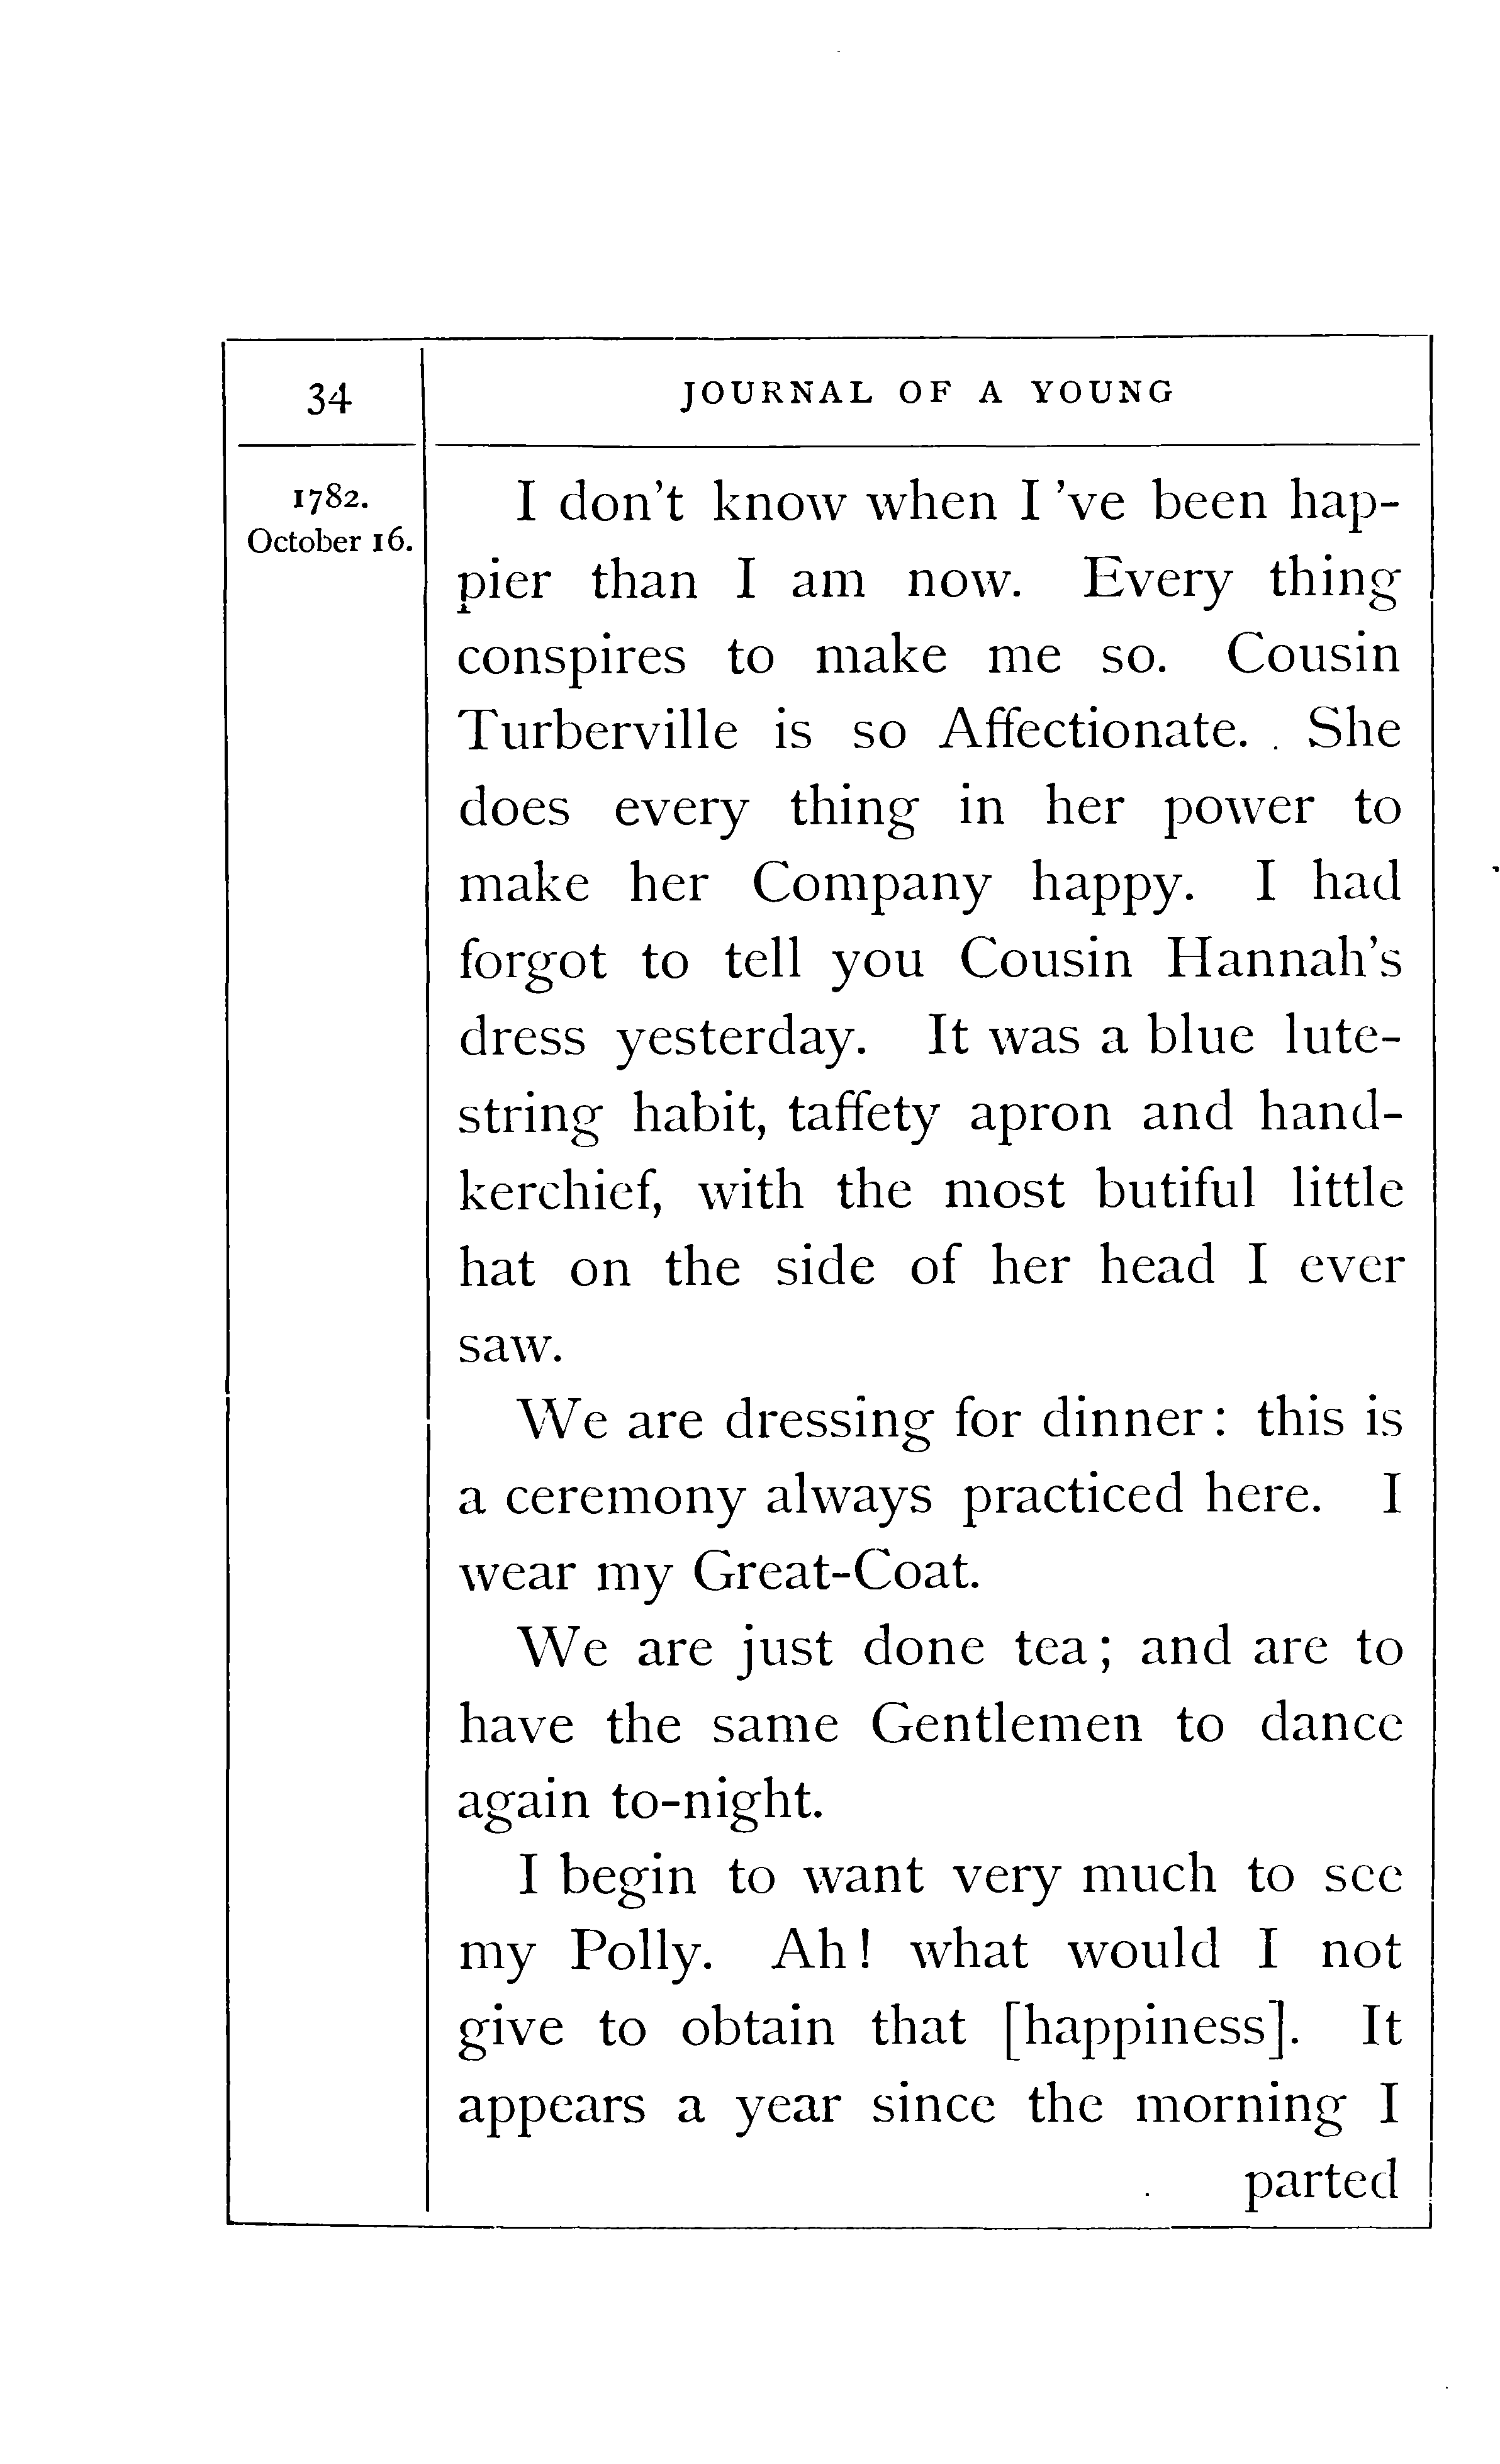 34
JOURNAL OF A YOUNG
1782.
October 16.
I don't know when I 've been hap-
pier than I am now. Every thing
conspires to make me so. Cousin
Turberville is so Affectionate. She
does every thing in her power to
make her Company happy. I had
forgot to tell you Cousin Hannah's
dress yesterday. It was a blue lute-
string habit, taffety apron and hand-
kerchief, with the most butiful little
hat on the side of her head I ever
saw.
We are dressing for dinner: this is
a ceremony always practiced here. I
wear my Great-Coat.
We are just done tea; and are to
have the same Gentlemen to dance
again to-night.
I begin to want very much to see
my Polly. Ah! what would I not
give to obtain that [happiness]. It
appears a year since the morning I
parted